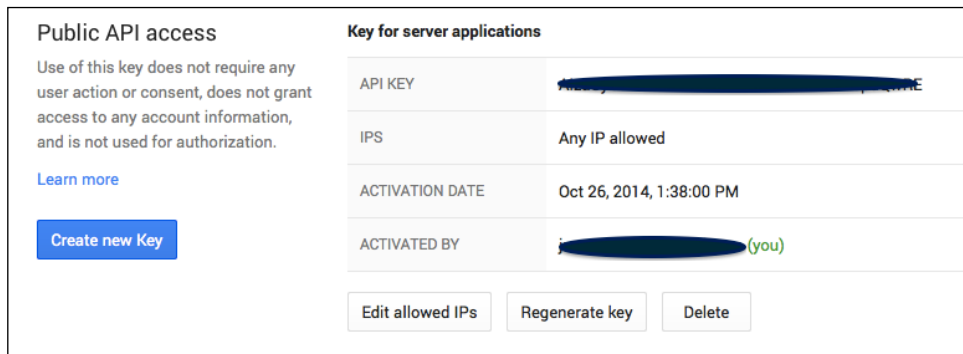 Public API access
Use of this key does not require any
user action or consent, does not grant
access to any account information,
and is not used for authorization.
Learn more
Create new Key
Key for server applications
API KEY
IPS Any IP allowed
ACTIVATION DATE Oct 26, 2014, 1:38:00 PM
ACTIVATED BY (you)
Edit allowed IPs Regenerate key Delete